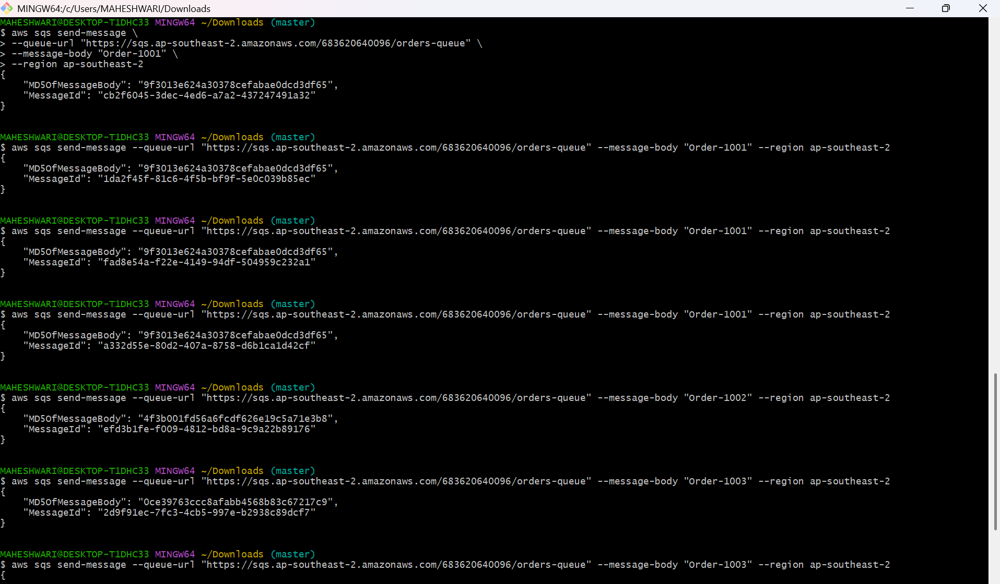 MINGW64:/c/Users/MAHESHWARI/Downloads
MAHESHWARI@DESKTOP-T1DHC33 MINGW64 ~/Downloads (master)
$ aws sqs send-message \
> --queue-url "https://sqs.ap-southeast-2.amazonaws.com/683620640096/orders-queue" \
> --message-body "Order-1001" \
> --region ap-southeast-2
{
    "MD5OfMessageBody": "9f3013e624a30378cefabae0dcd3df65",
    "MessageId": "cb2f6045-3dec-4ed6-a7a2-437247491a32"
}
MAHESHWARI@DESKTOP-T1DHC33 MINGW64 ~/Downloads (master)
$ aws sqs send-message --queue-url "https://sqs.ap-southeast-2.amazonaws.com/683620640096/orders-queue" --message-body "Order-1001" --region ap-southeast-2
{
    "MD5OfMessageBody": "9f3013e624a30378cefabae0dcd3df65",
    "MessageId": "1da2f45f-81c6-4f5b-bf9f-5e0c039b85ec"
}
MAHESHWARI@DESKTOP-T1DHC33 MINGW64 ~/Downloads (master)
$ aws sqs send-message --queue-url "https://sqs.ap-southeast-2.amazonaws.com/683620640096/orders-queue" --message-body "Order-1001" --region ap-southeast-2
{
    "MD5OfMessageBody": "9f3013e624a30378cefabae0dcd3df65",
    "MessageId": "fad8e54a-f22e-4149-94df-504959c232a1"
}
MAHESHWARI@DESKTOP-T1DHC33 MINGW64 ~/Downloads (master)
$ aws sqs send-message --queue-url "https://sqs.ap-southeast-2.amazonaws.com/683620640096/orders-queue" --message-body "Order-1001" --region ap-southeast-2
{
    "MD5OfMessageBody": "9f3013e624a30378cefabae0dcd3df65",
    "MessageId": "a332d55e-80d2-407a-8758-d6b1ca1d42cf"
}
MAHESHWARI@DESKTOP-T1DHC33 MINGW64 ~/Downloads (master)
$ aws sqs send-message --queue-url "https://sqs.ap-southeast-2.amazonaws.com/683620640096/orders-queue" --message-body "Order-1002" --region ap-southeast-2
{
    "MD5OfMessageBody": "4f3b001fd56a6fcdf626e19c5a71e3b8",
    "MessageId": "efd3b1fe-f009-4812-bd8a-9c9a22b89176"
}
MAHESHWARI@DESKTOP-T1DHC33 MINGW64 ~/Downloads (master)
$ aws sqs send-message --queue-url "https://sqs.ap-southeast-2.amazonaws.com/683620640096/orders-queue" --message-body "Order-1003" --region ap-southeast-2
{
    "MD5OfMessageBody": "0ce39763ccc8afabb4568b83c67217c9",
    "MessageId": "2d9f91ec-7fc3-4cb5-997e-b2938c89dcf7"
}
MAHESHWARI@DESKTOP-T1DHC33 MINGW64 ~/Downloads (master)
$ aws sqs send-message --queue-url "https://sqs.ap-southeast-2.amazonaws.com/683620640096/orders-queue" --message-body "Order-1003" --region ap-southeast-2
{